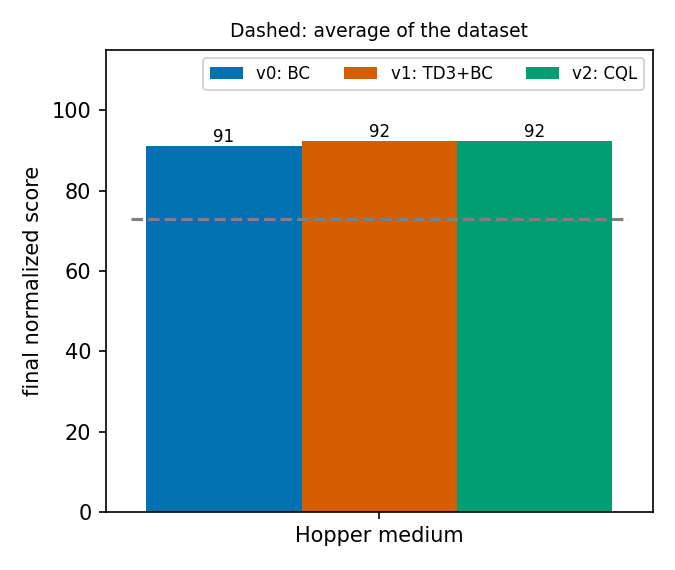 Dashed: average of the dataset
v0: BC v1: TD3+BC v2: CQL
100
80
60
40
20
0
91
92
92
final normalized score
Hopper medium